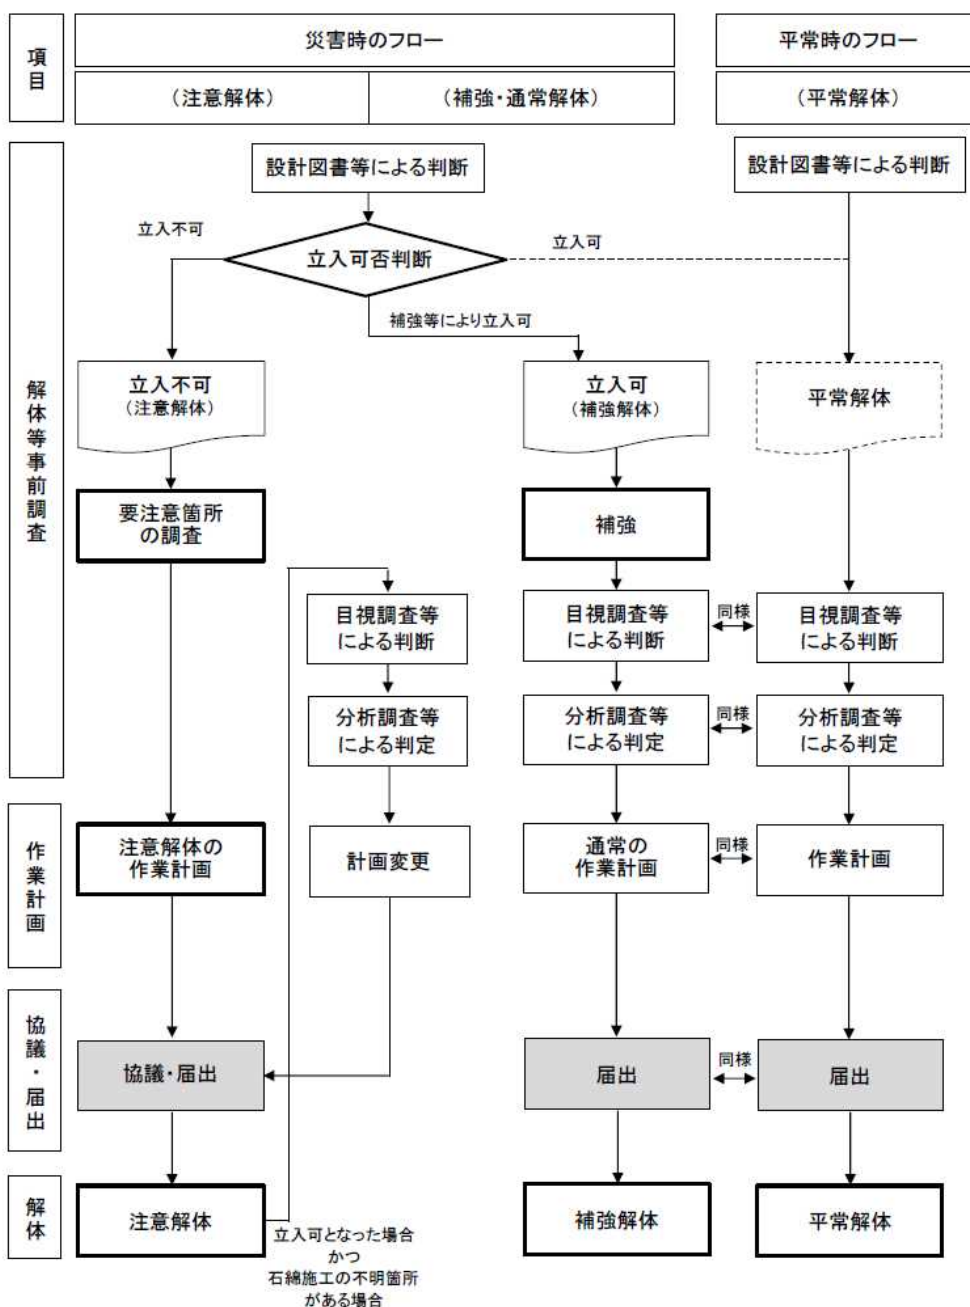 項目
災害時のフロー
平常時のフロー
(注意解体)
(補強・通常解体)
(平常解体)
解体等事前調査
設計図書等による判断
設計図書等による判断
立入不可
立入可否判断
立入可
補強等により立入可
立入不可
(注意解体)
立入可
(補強解体)
平常解体
要注意箇所
の調査
補強
目視調査等
による判断
目視調査等
による判断
同様
目視調査等
による判断
分析調査等
による判定
分析調査等
による判定
同様
分析調査等
による判定
作業計画
注意解体の
作業計画
計画変更
通常の
作業計画
同様
作業計画
協議・届出
協議・届出
届出
同様
届出
解体
注意解体
補強解体
平常解体
立入可となった場合
かつ
石綿施工の不明箇所
がある場合